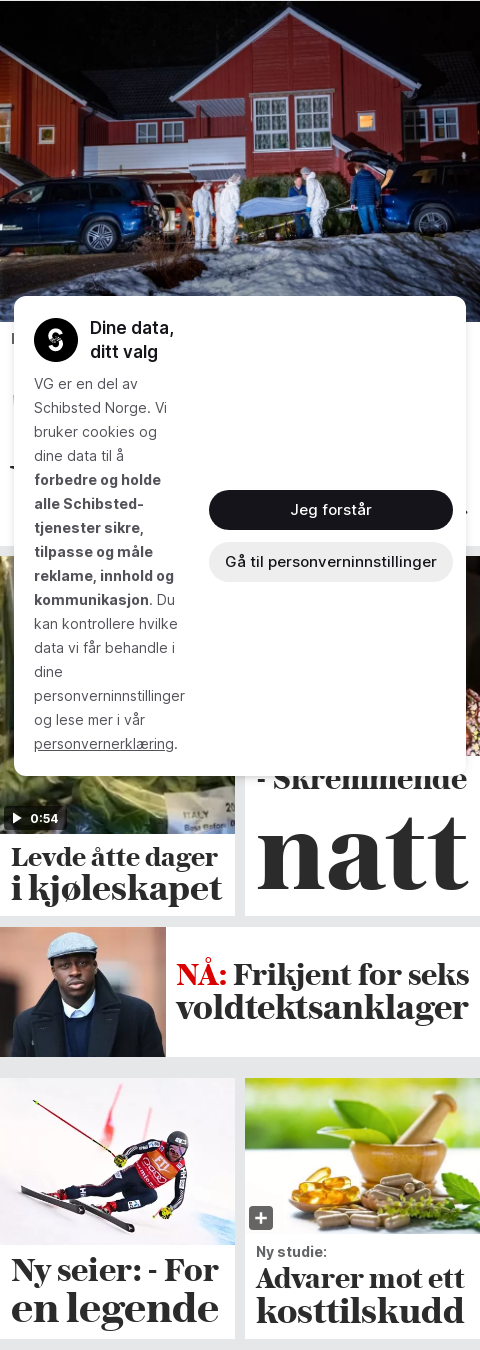 Dine data,
ditt valg
VG er en del av
Schibsted Norge. Vi
bruker cookies og
dine data til å
forbedre og holde
alle Schibsted-
tjenester sikre,
tilpasse og måle
reklame, innhold og
kommunikasjon. Du
kan kontrollere hvilke
data vi får behandle i
dine
personverninnstillinger
og lese mer i vår
personvernerklæring.
Jeg forstår
Gå til personverninnstillinger
ITALY
0:54
Levde åtte dager
i kjøleskapet
- Skremmende
natt
NÅ: Frikjent for seks
voldtektsanklager
Ny seier: - For
en legende
Ny studie:
Advarer mot ett
kosttilskudd